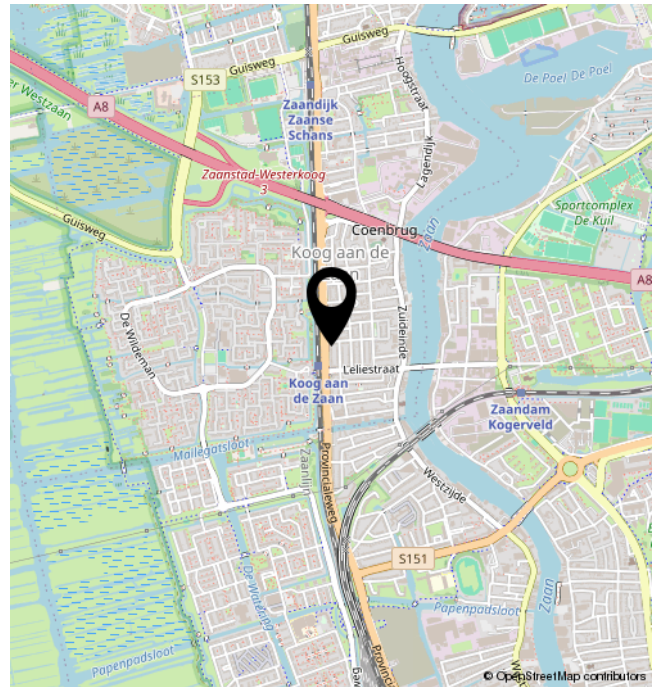 Guisweg
Hoogstraat
De Poel De Poel
S153
Guisweg
Zaandijk
Zaanse
Schans
A8
er Westzaan
Lagendijk
Zaanstad-Westerkoog
3
Sportcomplex
De Kuil
Guisweg
Coenbrug
Zaan
Koog aan de
A8
Zuideinde
De Wildeman
Leliestraat
Koog aan
de Zaan
Zaandam
Kogerveld
Mallegatsloot
Zaanlijn
Provincialeweg
Westzijde
S151
De Watering
Papenpadsloot
Zaan
Papenpadsloot
Provincialeweg
weg
© OpenStreetMap contributors